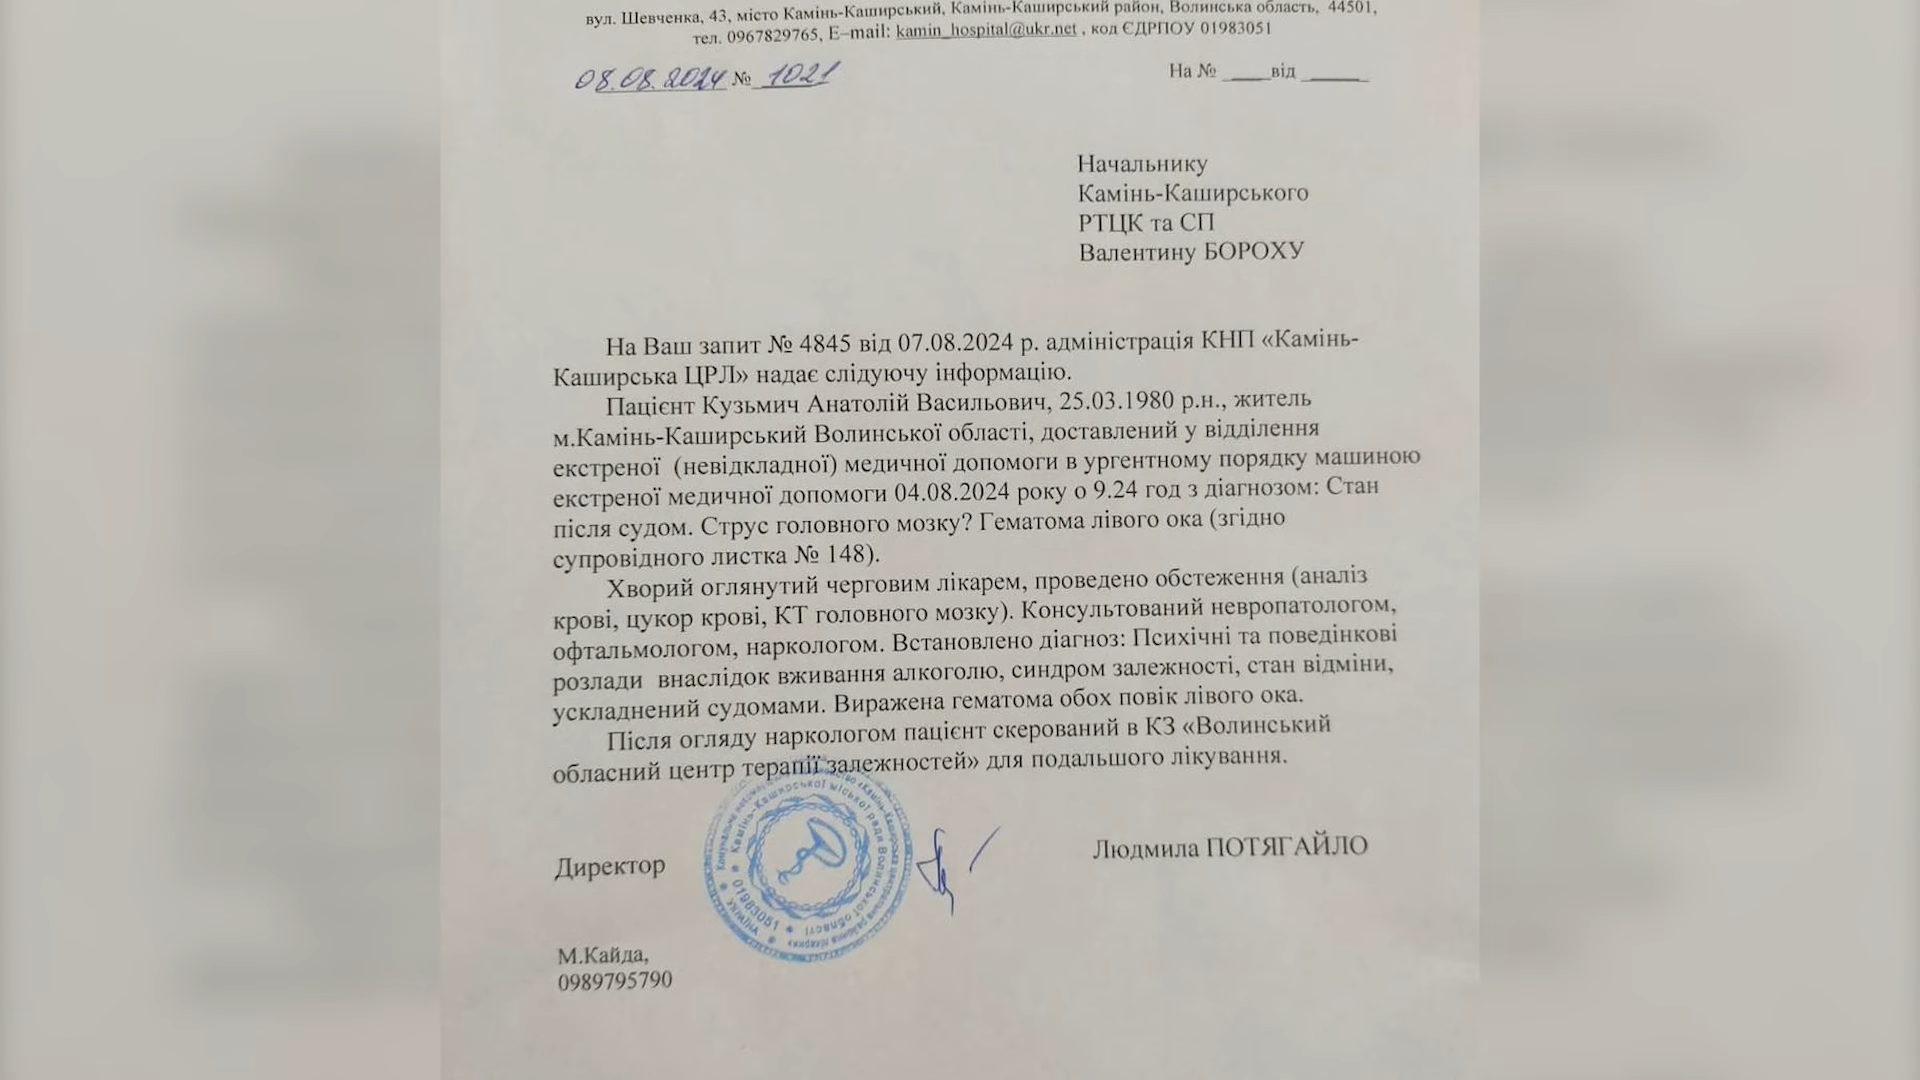 вул. Шевченка, 43, місто Камінь-Каширський, Камінь-Каширський район, Волинська область, 44501,
тел. 0967829765, E–mail: kamin_hospital@ukr.net , код ЄДРПОУ 01983051
08.08.2024 № 1021
На № ____від ______
Начальнику
Камінь-Каширського
РТЦК та СП
Валентину БОРОХУ
На Ваш запит № 4845 від 07.08.2024 р. адміністрація КНП «Камінь-
Каширська ЦРЛ» надає слідуючу інформацію.
Пацієнт Кузьмич Анатолій Васильович, 25.03.1980 р.н., житель
м.Камінь-Каширський Волинської області, доставлений у відділення
екстреної (невідкладної) медичної допомоги в ургентному порядку машиною
екстреної медичної допомоги 04.08.2024 року о 9.24 год з діагнозом: Стан
після судом. Струс головного мозку? Гематома лівого ока (згідно
супровідного листка № 148).
Хворий оглянутий черговим лікарем, проведено обстеження (аналіз
крові, цукор крові, КТ головного мозку). Консультований невропатологом,
офтальмологом, наркологом. Встановлено діагноз: Психічні та поведінкові
розлади внаслідок вживання алкоголю, синдром залежності, стан відміни,
ускладнений судомами. Виражена гематома обох повік лівого ока.
Після огляду наркологом пацієнт скерований в КЗ «Волинський
обласний центр терапії залежностей» для подальшого лікування.
Директор
Людмила ПОТЯГАЙЛО
Камінь-Каширської міської ради Волинської області
УКРАЇНА
01983051
М.Кайда,
0989795790